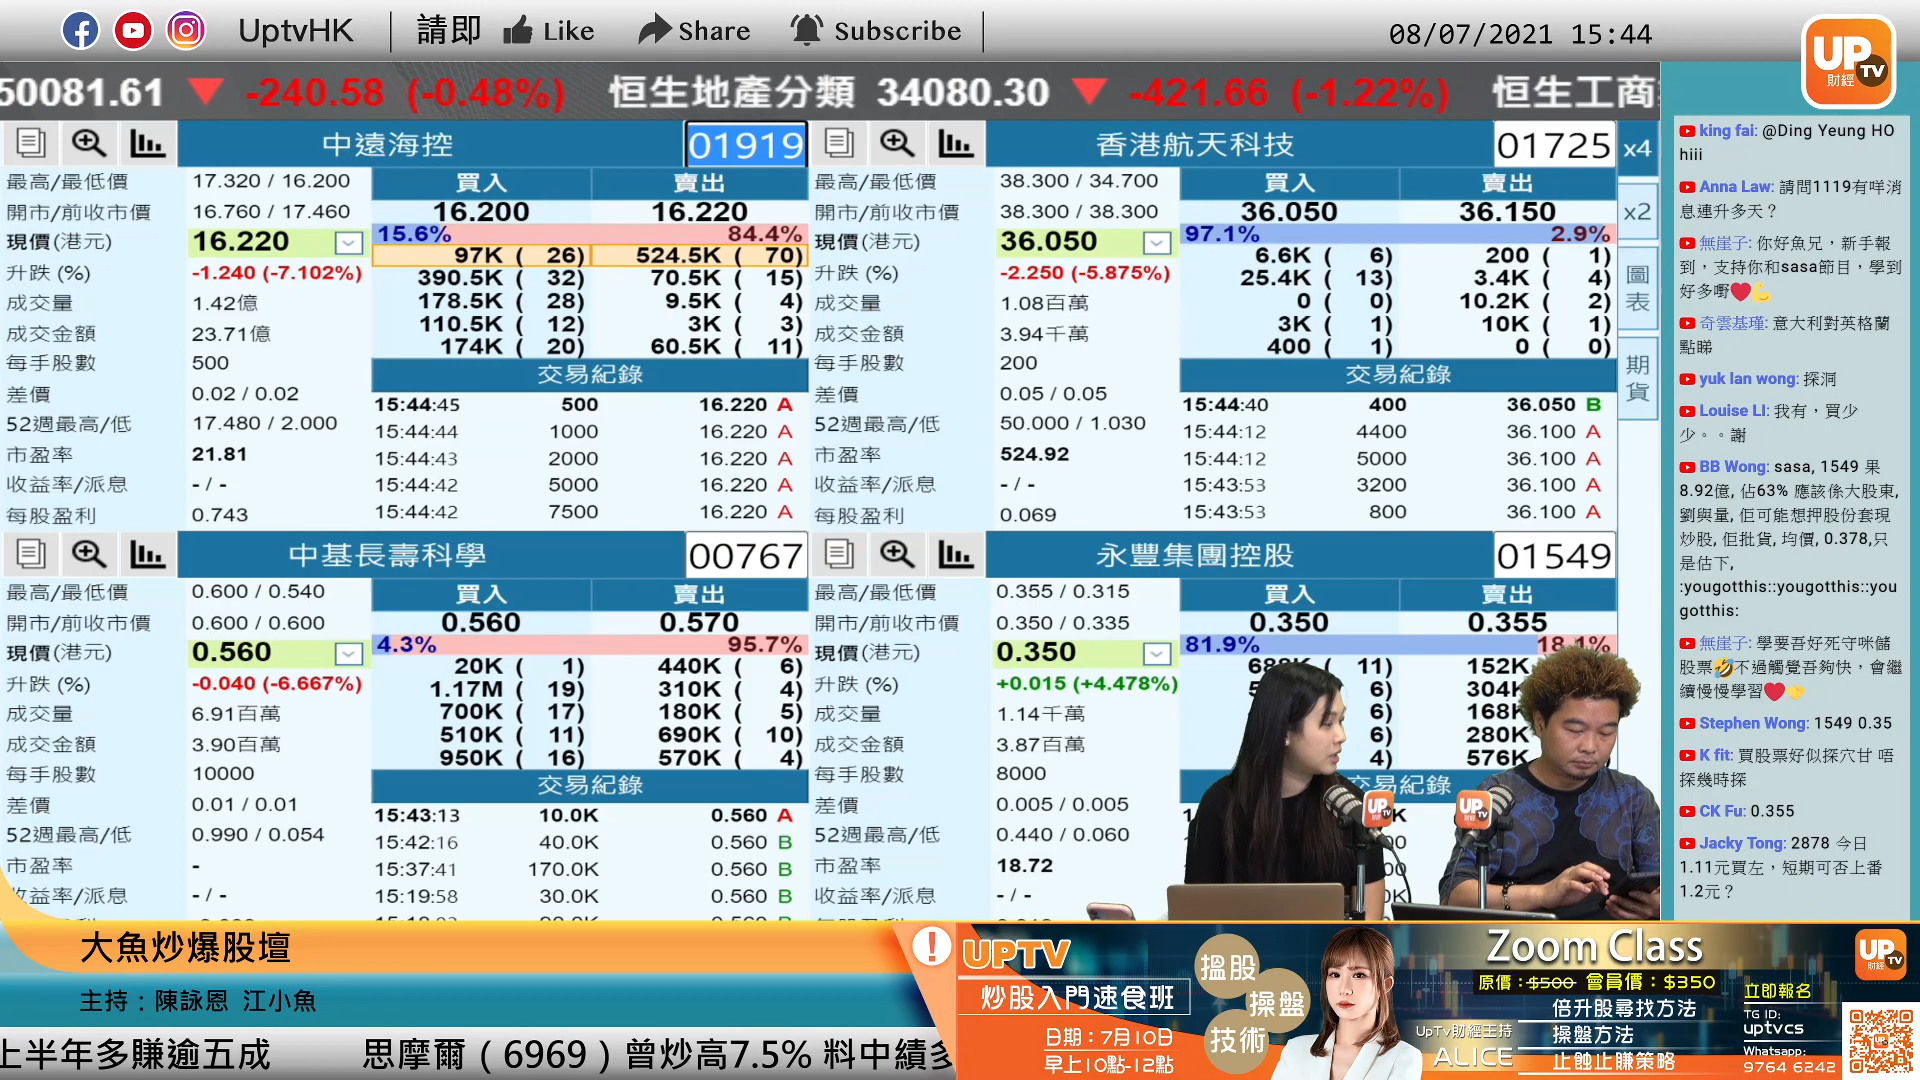 UptvHK
請即
Like
Share
Subscribe
08/07/2021 15:44
UP TV 財經
50081.61 ▼ -240.58 (-0.48%) 恒生地產分類 34080.30 ▼ -421.66 (-1.22%) 恒生工商
中遠海控 01919
最高/最低價 17.320 / 16.200
開市/前收市價 16.760 / 17.460
現價(港元) 16.220
升跌 (%) -1.240 (-7.102%)
成交量 1.42億
成交金額 23.71億
每手股數 500
差價 0.02 / 0.02
52週最高/低 17.480 / 2.000
市盈率 21.81
收益率/派息 - / -
每股盈利 0.743
買入 賣出
16.200 16.220
15.6% 84.4%
97K ( 26) 524.5K ( 70)
390.5K ( 32) 70.5K ( 15)
178.5K ( 28) 9.5K ( 4)
110.5K ( 12) 3K ( 3)
174K ( 20) 60.5K ( 11)
交易紀錄
15:44:45 500 16.220 A
15:44:44 1000 16.220 A
15:44:43 2000 16.220 A
15:44:42 5000 16.220 A
15:44:42 7500 16.220 A
香港航天科技 01725
最高/最低價 38.300 / 34.700
開市/前收市價 38.300 / 38.300
現價(港元) 36.050
升跌 (%) -2.250 (-5.875%)
成交量 1.08百萬
成交金額 3.94千萬
每手股數 200
差價 0.05 / 0.05
52週最高/低 50.000 / 1.030
市盈率 524.92
收益率/派息 - / -
每股盈利 0.069
買入 賣出
36.050 36.150
97.1% 2.9%
6.6K ( 6) 200 ( 1)
25.4K ( 13) 3.4K ( 4)
0 ( 0) 10.2K ( 2)
3K ( 1) 10K ( 1)
400 ( 1) 0 ( 0)
交易紀錄
15:44:40 400 36.050 B
15:44:12 4400 36.100 A
15:44:12 5000 36.100 A
15:43:53 3200 36.100 A
15:43:53 800 36.100 A
x4
x2
圖表
期貨
中基長壽科學 00767
最高/最低價 0.600 / 0.540
開市/前收市價 0.600 / 0.600
現價(港元) 0.560
升跌 (%) -0.040 (-6.667%)
成交量 6.91百萬
成交金額 3.90百萬
每手股數 10000
差價 0.01 / 0.01
52週最高/低 0.990 / 0.054
市盈率 -
收益率/派息 - / -
買入 賣出
0.560 0.570
4.3% 95.7%
20K ( 1) 440K ( 6)
1.17M ( 19) 310K ( 4)
700K ( 17) 180K ( 5)
510K ( 11) 690K ( 10)
950K ( 16) 570K ( 4)
交易紀錄
15:43:13 10.0K 0.560 A
15:42:16 40.0K 0.560 B
15:37:41 170.0K 0.560 B
15:19:58 30.0K 0.560 B
永豐集團控股 01549
最高/最低價 0.355 / 0.315
開市/前收市價 0.350 / 0.335
現價(港元) 0.350
升跌 (%) +0.015 (+4.478%)
成交量 1.14千萬
成交金額 3.87百萬
每手股數 8000
差價 0.005 / 0.005
52週最高/低 0.440 / 0.060
市盈率 18.72
收益率/派息 - / -
買入 賣出
0.350 0.355
81.9% 18.1%
11) 152K
6) 304K
6) 168K
6) 280K
4) 576K
交易紀錄
king fai: @Ding Yeung HO
hiii
Anna Law: 請問1119有咩消
息連升多天？
無崖子: 你好魚兄，新手報
到，支持你和sasa節目，學到
好多嘢❤️💪
奇雲基瑾: 意大利對英格蘭
點睇
yuk lan wong: 探洞
Louise LI: 我有，買少
少。。謝
BB Wong: sasa, 1549 果
8.92億, 佔63% 應該係大股東,
劉與量, 佢可能想押股份套現
炒股, 佢批貨, 均價, 0.378,只
是估下,
:yougotthis::yougotthis::you
gotthis:
無崖子: 學要吾好死守咪儲
股票🤣不過觸覺吾夠快，會繼
續慢慢學習❤️🤝
Stephen Wong: 1549 0.35
K fit: 買股票好似探穴甘 唔
探幾時探
CK Fu: 0.355
Jacky Tong: 2878 今日
1.11元買左，短期可否上番
1.2元？
UP TV
UP TV
大魚炒爆股壇
主持：陳詠恩 江小魚
上半年多賺逾五成 思摩爾（6969）曾炒高7.5% 料中績多
UPTV
炒股入門速食班
日期：7月10日
早上10點-12點
搵股
操盤
技術
UpTV財經主持
ALICE
Zoom Class
原價：$500 會員價：$350
倍升股尋找方法
操盤方法
止蝕止賺策略
UP TV 財經
立即報名
TG ID:
uptvcs
Whatsapp:
9764 6242